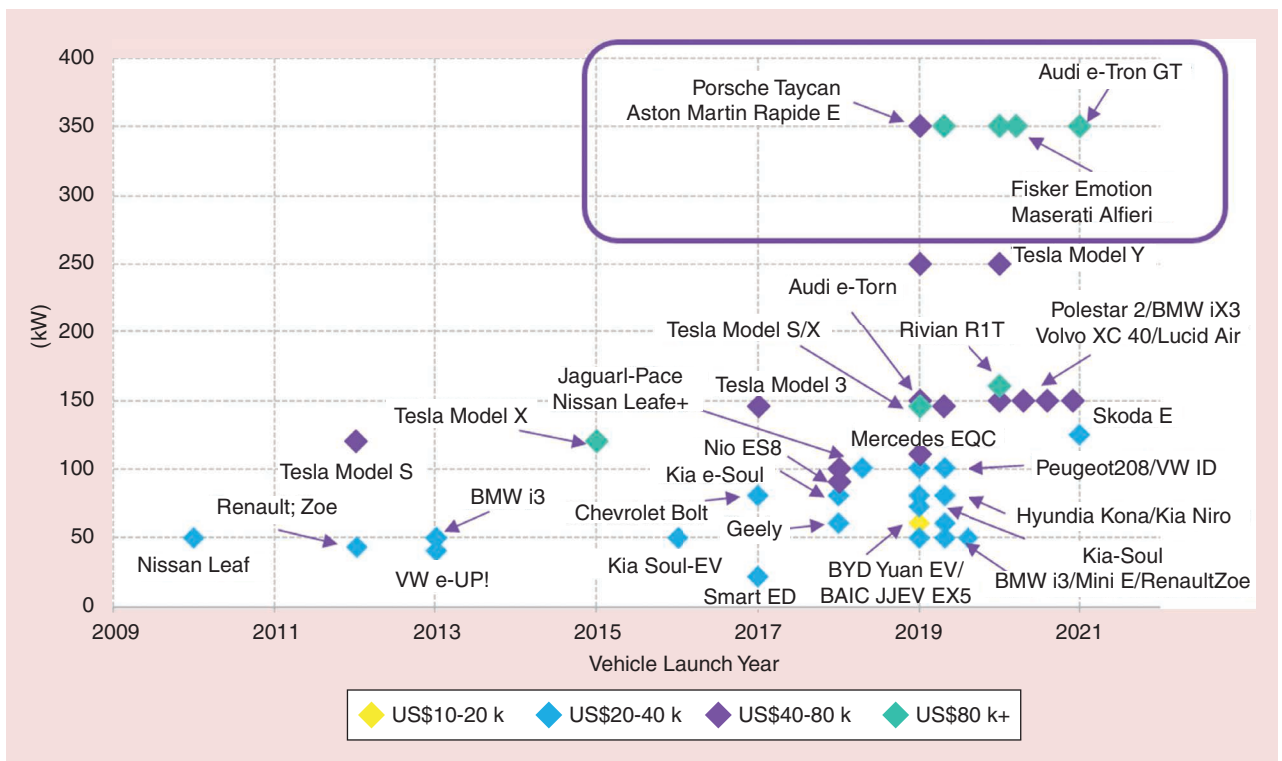 400
350
300
250
200
150
100
50
0
(kW)
Porsche Taycan
Aston Martin Rapide E
Audi e-Tron GT
Fisker Emotion
Maserati Alfieri
Tesla Model Y
Audi e-Torn
Polestar 2/BMW iX3
Volvo XC 40/Lucid Air
Tesla Model S/X
Rivian R1T
Jaguarl-Pace
Nissan Leafe+
Tesla Model 3
Tesla Model X
Skoda E
Tesla Model S
Nio ES8
Mercedes EQC
Kia e-Soul
Peugeot208/VW ID
Renault; Zoe
BMW i3
Chevrolet Bolt
Geely
Hyundia Kona/Kia Niro
Nissan Leaf
VW e-UP!
Kia Soul-EV
Smart ED
BYD Yuan EV/
BAIC JJEV EX5
Kia-Soul
BMW i3/Mini E/RenaultZoe
2009
2011
2013
2015
2017
2019
2021
Vehicle Launch Year
US$10-20 k
US$20-40 k
US$40-80 k
US$80 k+